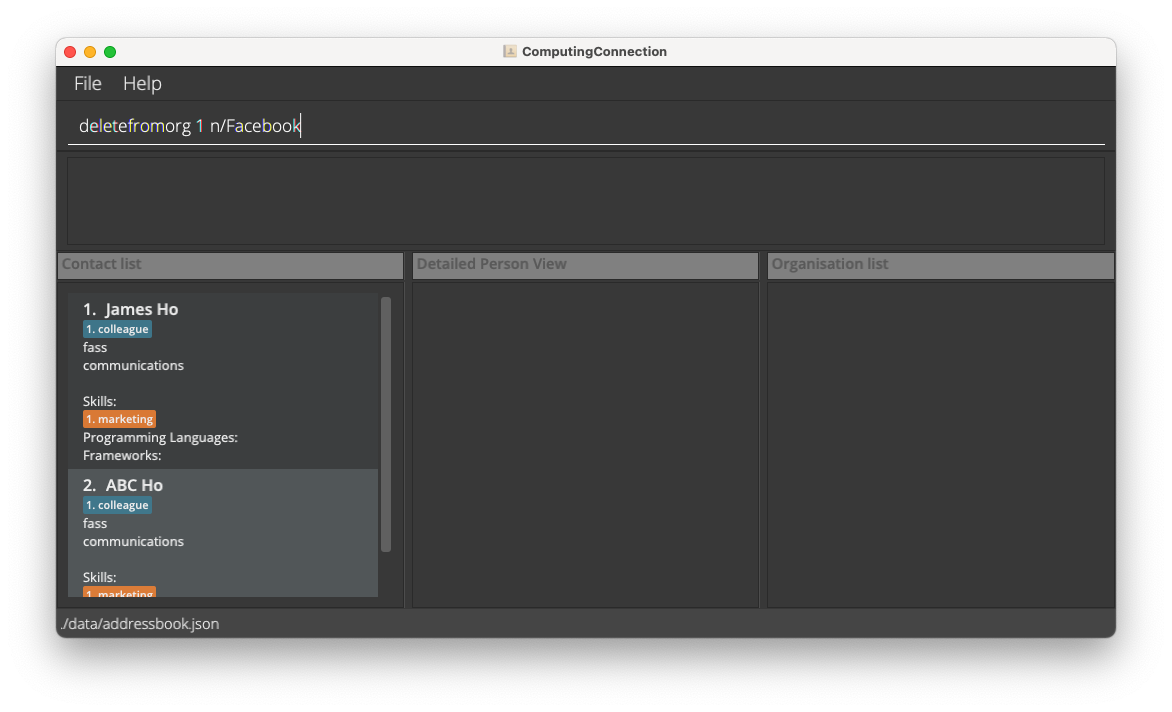 ComputingConnection
File Help
deletefromorg 1 n/Facebook
Contact list
Detailed Person View
Organisation list
1. James Ho
1. colleague
fass
communications
Skills:
1. marketing
Programming Languages:
Frameworks:
2. ABC Ho
1. colleague
fass
communications
Skills:
1. marketing
./data/addressbook.json